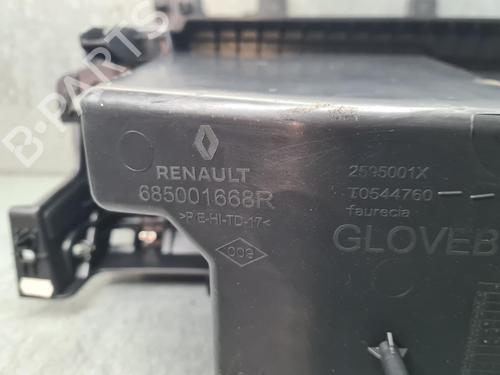 B-PARTS
RENAULT
685001668R
>P/E-HI-TD-17<
009
2595001X
T0544760
faurecia
GLOVEB